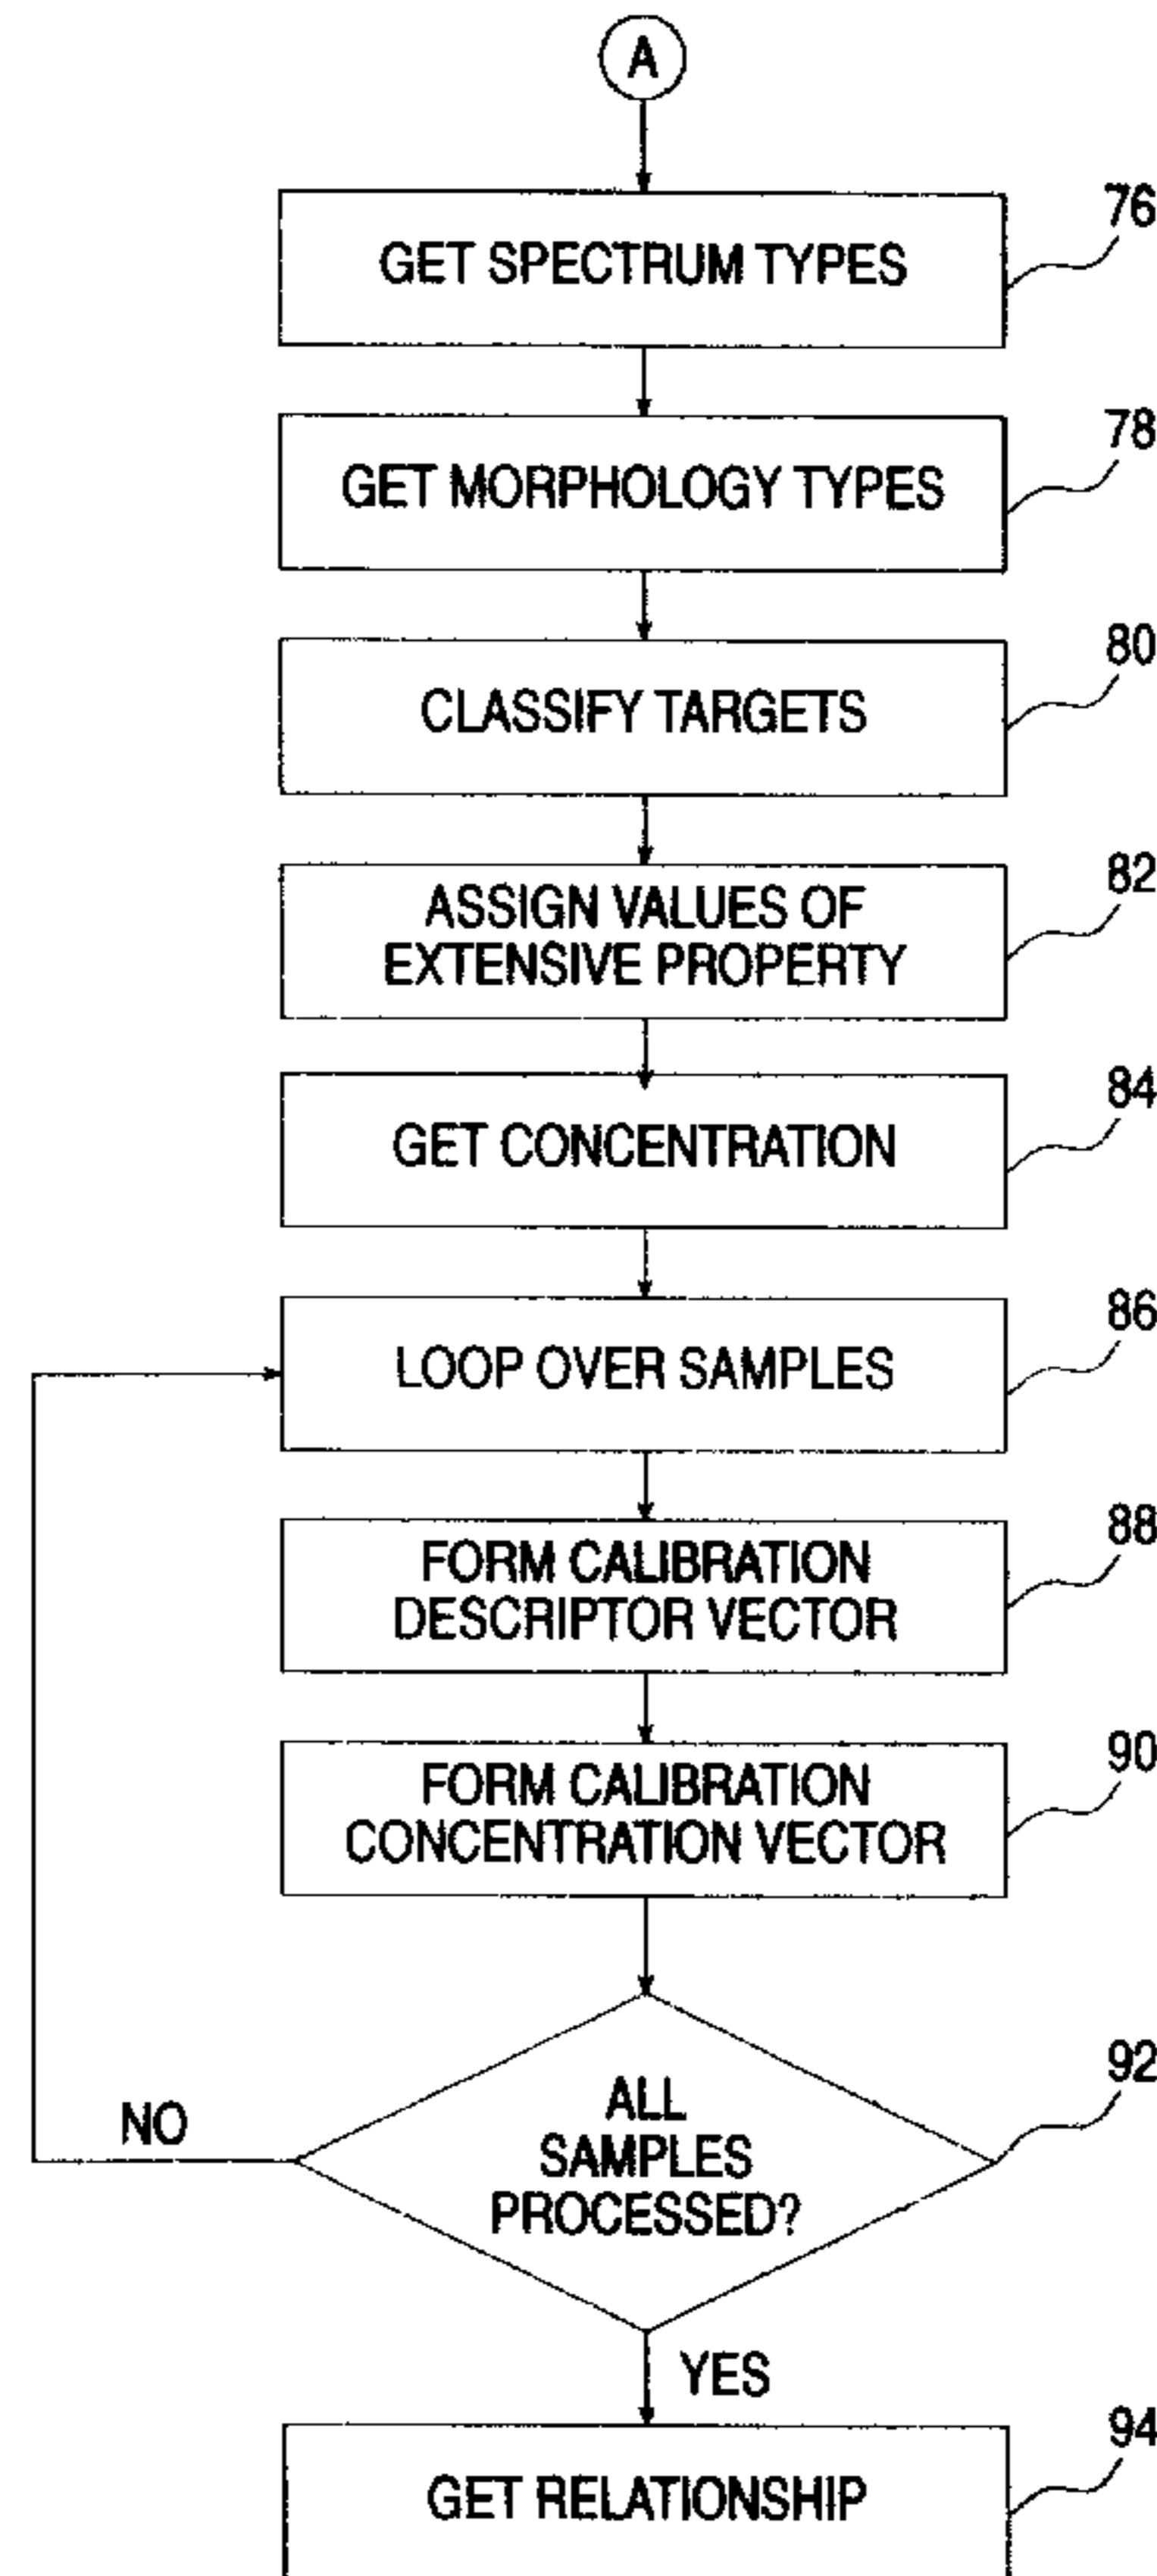 A
GET SPECTRUM TYPES
76
GET MORPHOLOGY TYPES
78
CLASSIFY TARGETS
80
ASSIGN VALUES OF
EXTENSIVE PROPERTY
82
GET CONCENTRATION
84
LOOP OVER SAMPLES
86
FORM CALIBRATION
DESCRIPTOR VECTOR
88
FORM CALIBRATION
CONCENTRATION VECTOR
90
ALL
SAMPLES
PROCESSED?
92
NO
YES
GET RELATIONSHIP
94